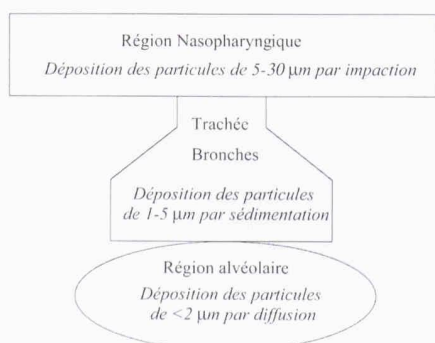 Région Nasopharyngique
Déposition des particules de 5-30 µm par impaction
Trachée
Bronches
Déposition des particules
de 1-5 µm par sédimentation
Région alvéolaire
Déposition des particules
de <2 µm par diffusion